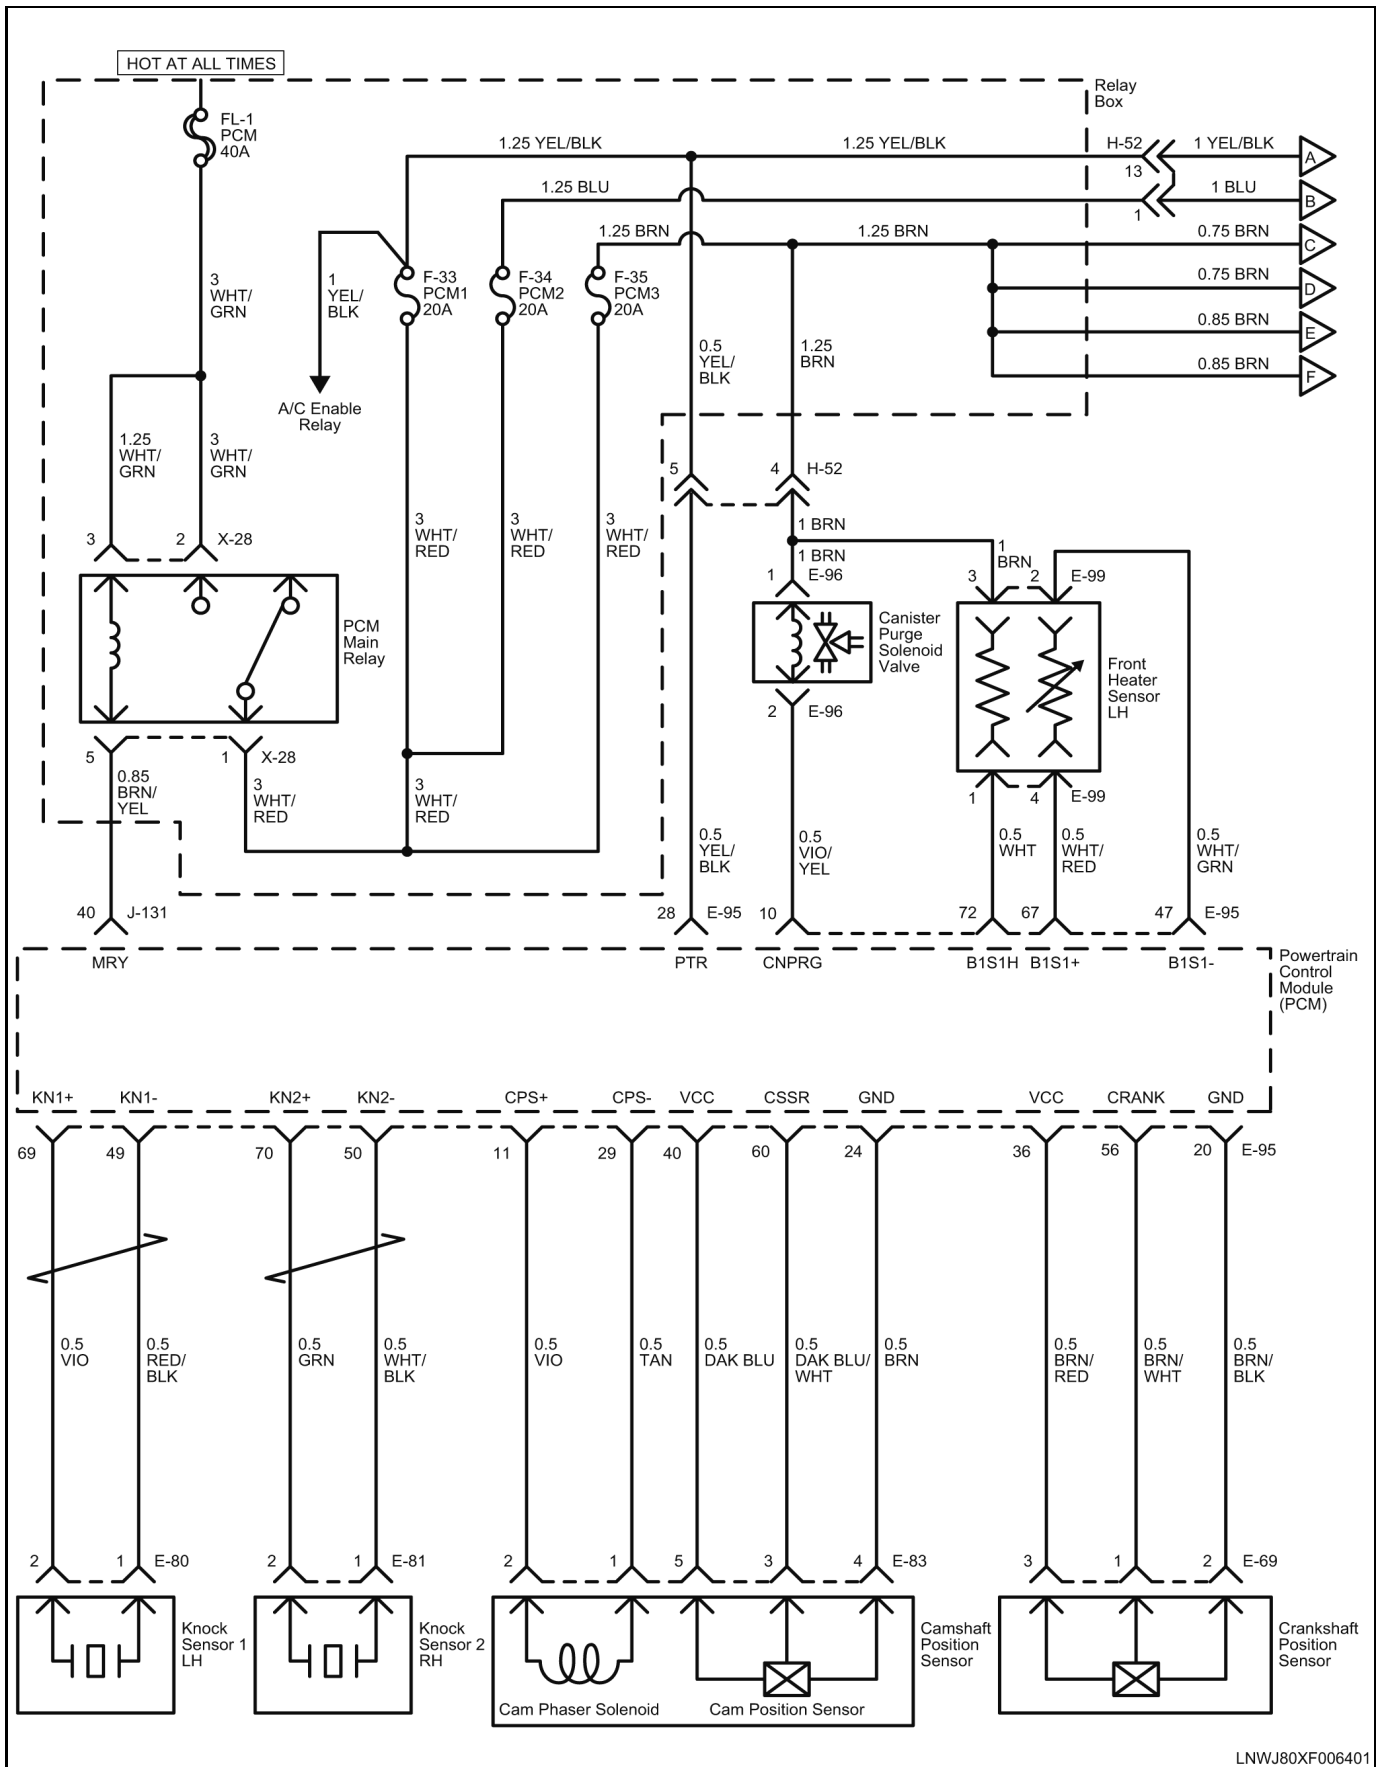 HOT AT ALL TIMES
Relay
Box
FL-1
PCM
40A
1.25 YEL/BLK
1.25 YEL/BLK
H-52
1 YEL/BLK
A
13
1.25 BLU
1
1 BLU
B
1.25 BRN
1.25 BRN
0.75 BRN
C
0.75 BRN
D
0.85 BRN
E
0.85 BRN
F
3
WHT/
GRN
1
YEL/
BLK
F-33
PCM1
20A
F-34
PCM2
20A
F-35
PCM3
20A
0.5
YEL/
BLK
1.25
BRN
A/C Enable
Relay
1.25
WHT/
GRN
3
WHT/
GRN
5
4
H-52
3
WHT/
RED
3
WHT/
RED
3
WHT/
RED
1 BRN
1 BRN
1
BRN
3
2
X-28
1
E-96
3
2
E-99
PCM
Main
Relay
Canister
Purge
Solenoid
Valve
Front
Heater
Sensor
LH
2
E-96
5
1
X-28
0.85
BRN/
YEL
3
WHT/
RED
3
WHT/
RED
1
4
E-99
0.5
YEL/
BLK
0.5
VIO/
YEL
0.5
WHT
0.5
WHT/
RED
0.5
WHT/
GRN
40
J-131
28
E-95
10
72
67
47
E-95
MRY
PTR
CNPRG
B1S1H
B1S1+
B1S1-
Powertrain
Control
Module
(PCM)
KN1+
KN1-
KN2+
KN2-
CPS+
CPS-
VCC
CSSR
GND
VCC
CRANK
GND
69
49
70
50
11
29
40
60
24
36
56
20
E-95
0.5
VIO
0.5
RED/
BLK
0.5
GRN
0.5
WHT/
BLK
0.5
VIO
0.5
TAN
0.5
DAK BLU
0.5
DAK BLU/
WHT
0.5
BRN
0.5
BRN/
RED
0.5
BRN/
WHT
0.5
BRN/
BLK
2
1
E-80
2
1
E-81
2
1
5
3
4
E-83
3
1
2
E-69
Knock
Sensor 1
LH
Knock
Sensor 2
RH
Cam Phaser Solenoid
Cam Position Sensor
Camshaft
Position
Sensor
Crankshaft
Position
Sensor
LNWJ80XF006401